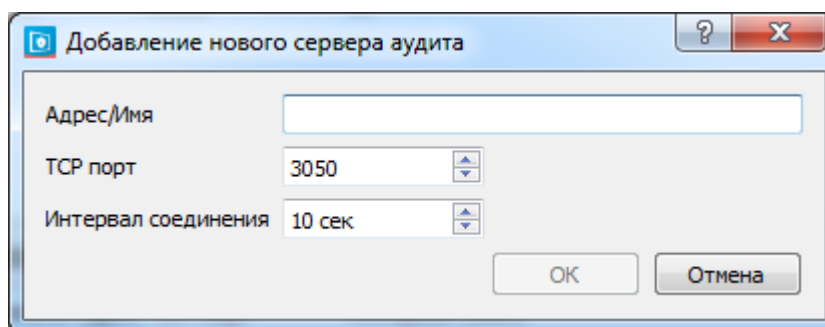 Добавление нового сервера аудита
Адрес/Имя
TCP порт 3050
Интервал соединения 10 сек
OK Отмена